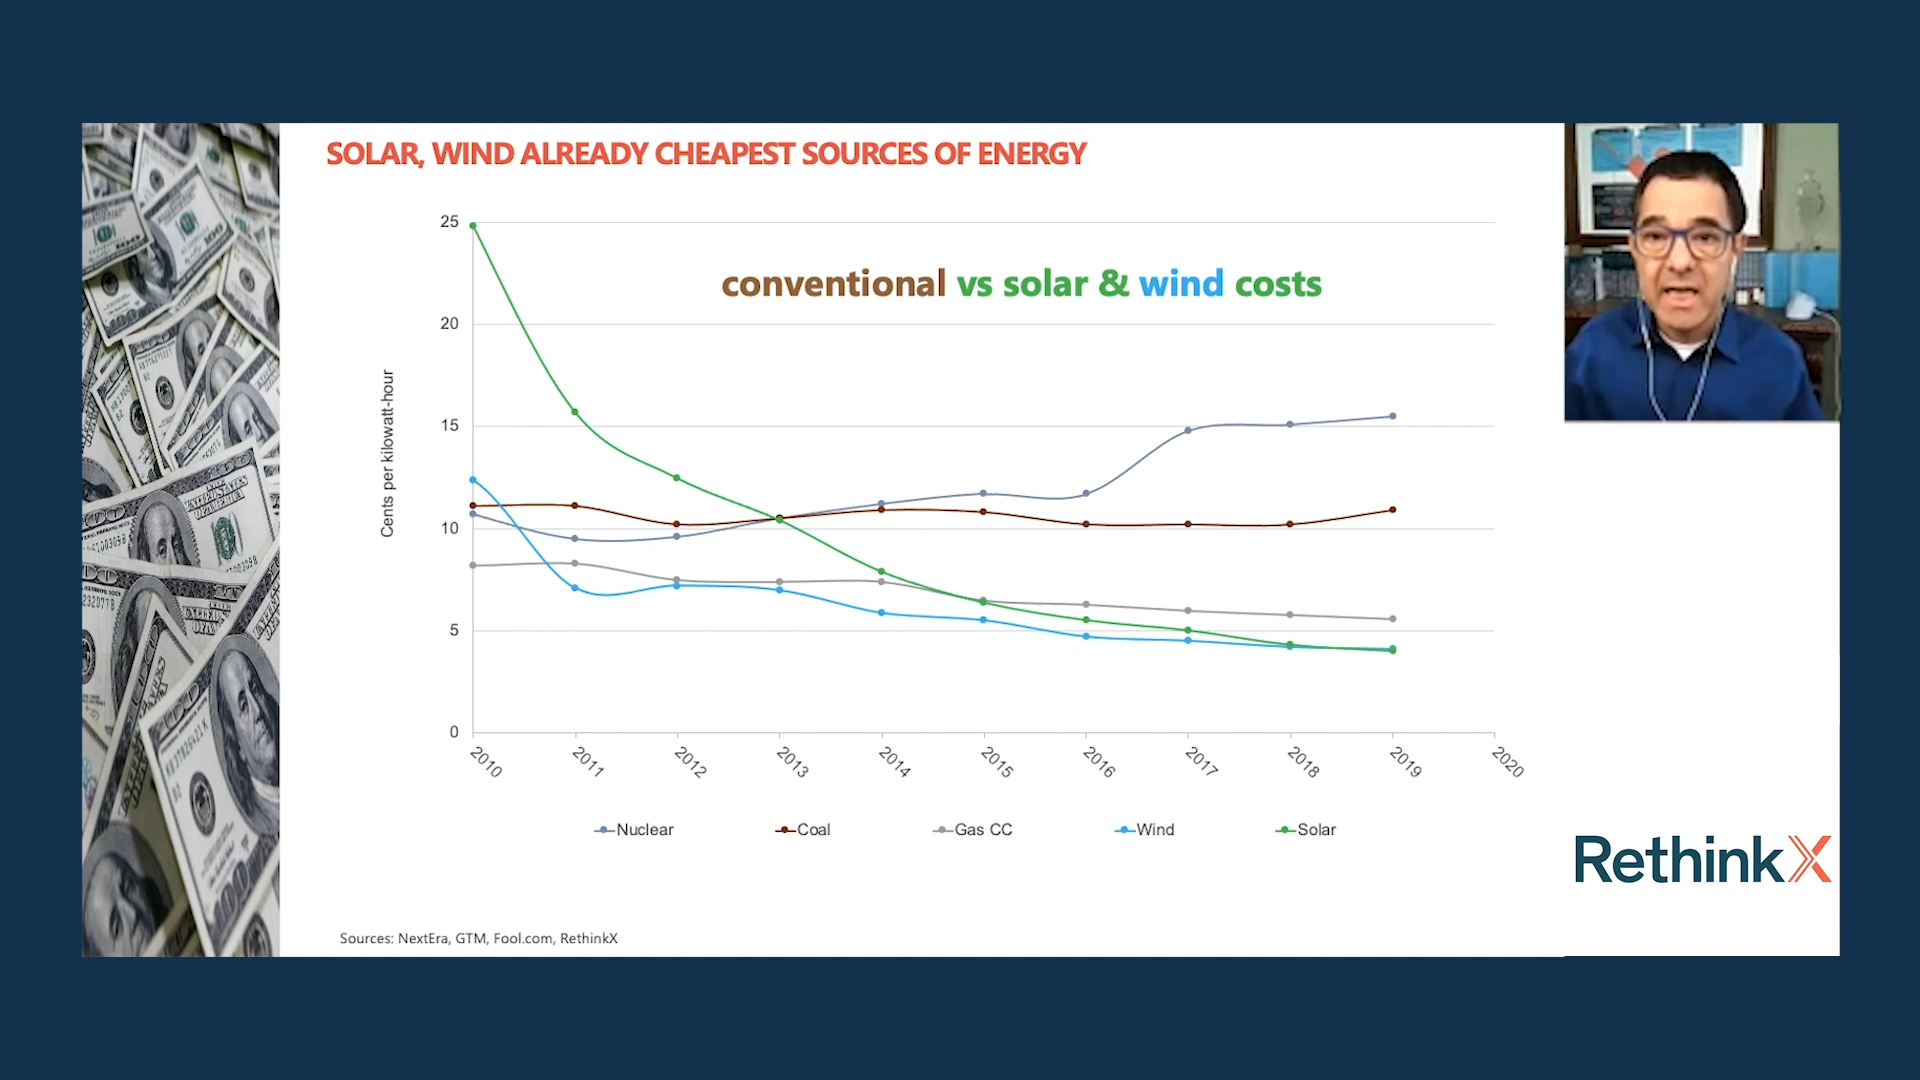 SOLAR, WIND ALREADY CHEAPEST SOURCES OF ENERGY
conventional vs solar & wind costs
Cents per kilowatt-hour
25
20
15
10
5
0
2010
2011
2012
2013
2014
2015
2016
2017
2018
2019
2020
Nuclear
Coal
Gas CC
Wind
Solar
RethinkX
Sources: NextEra, GTM, Fool.com, RethinkX